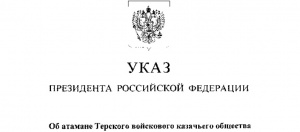 УКАЗ
ПРЕЗИДЕНТА РОССИЙСКОЙ ФЕДЕРАЦИИ
Об атамане Терского войскового казачьего общества